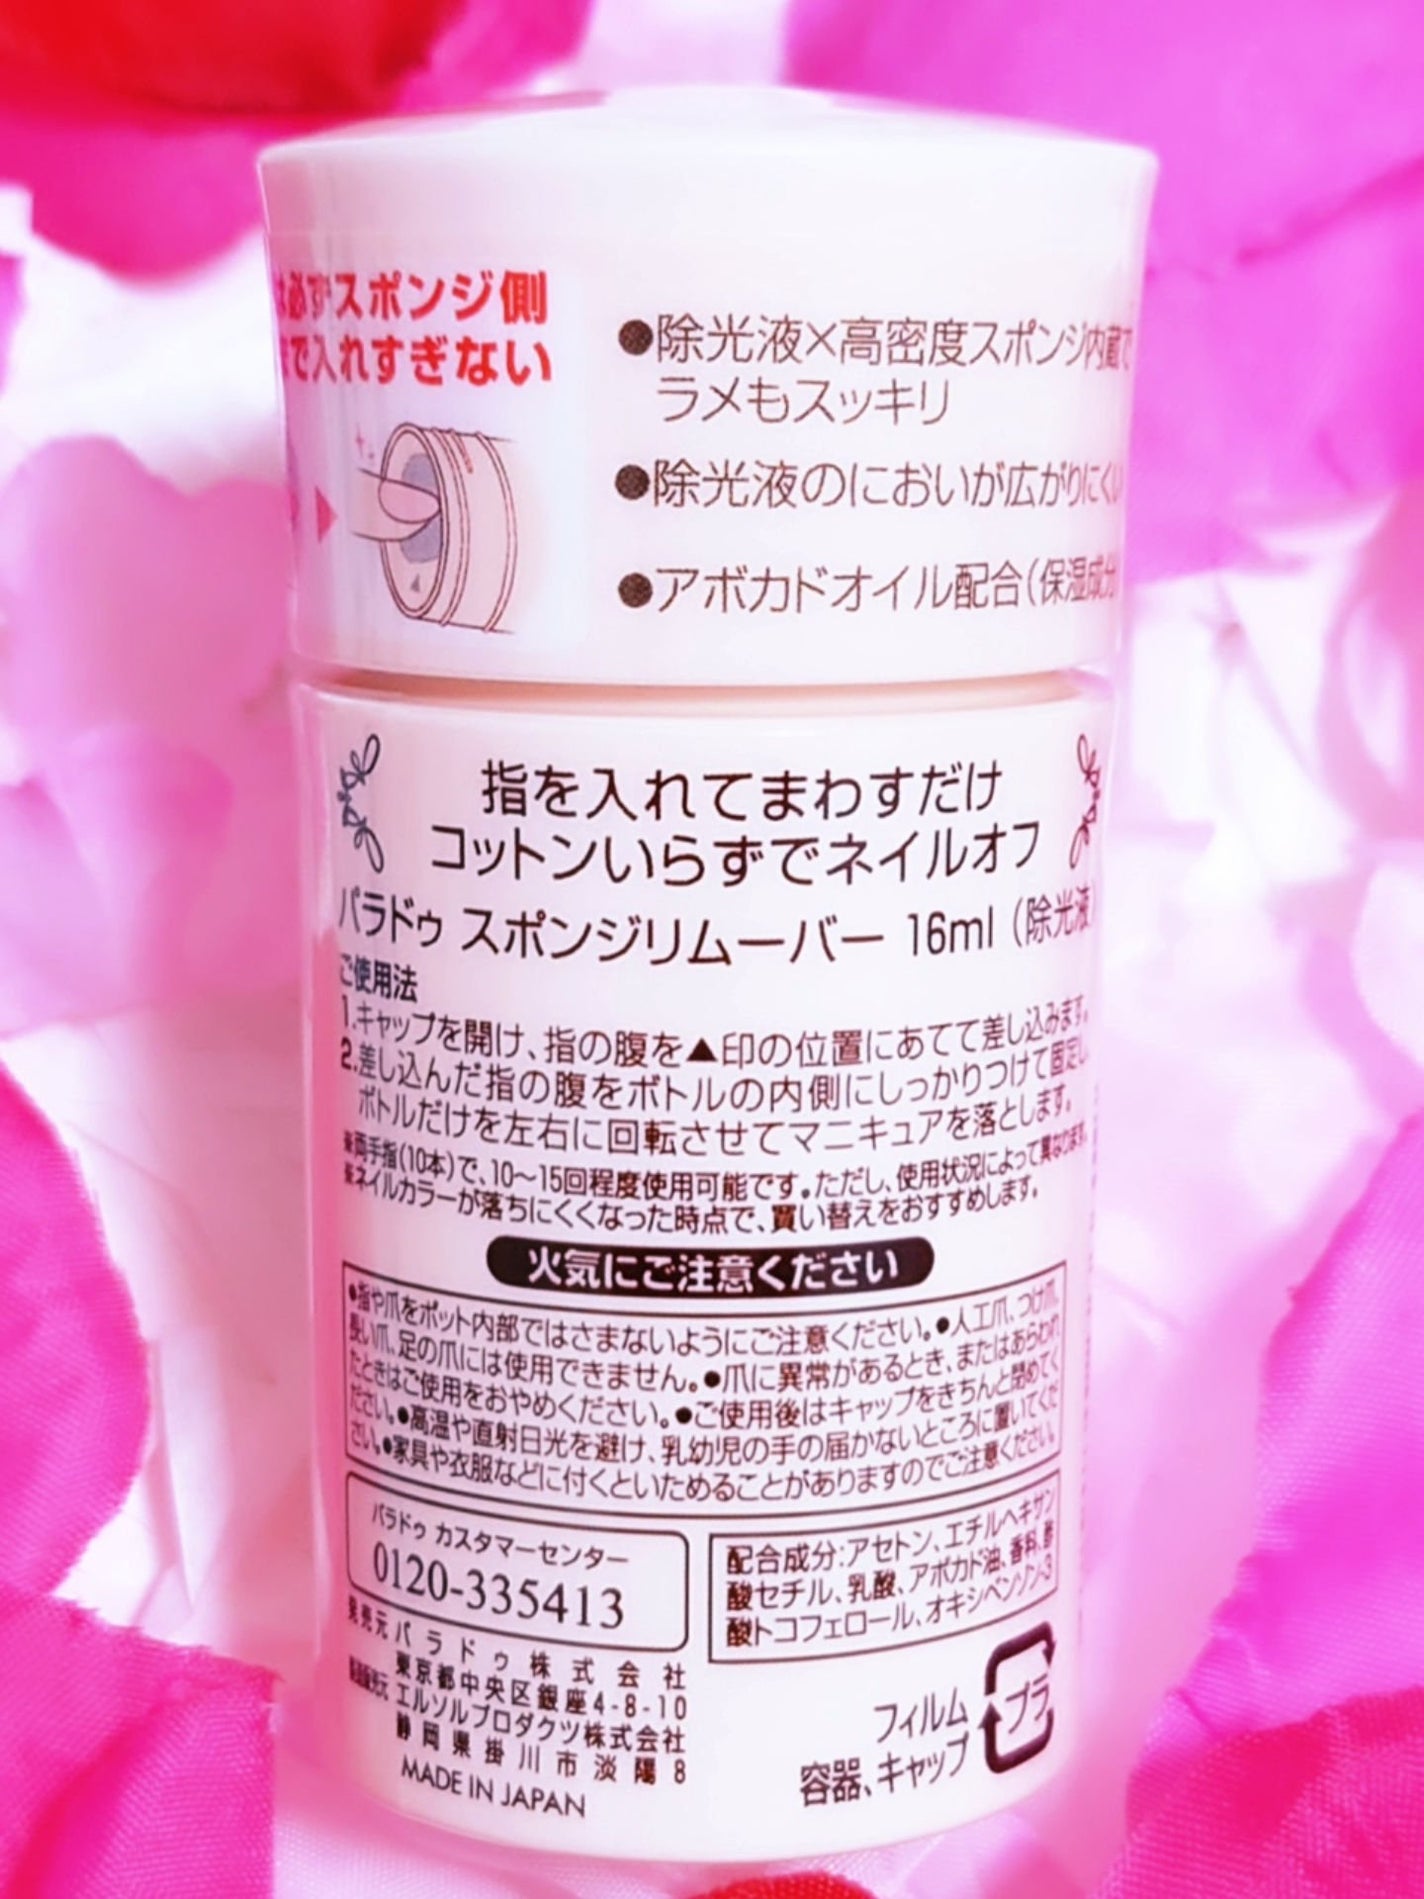 必ずスポンジ側
で入れすぎない
●除光液×高密度スポンジ内蔵で
ラメもスッキリ
●除光液のにおいが広がりにくい
●アボカドオイル配合(保湿成分
指を入れてまわすだけ
コットンいらずでネイルオフ
パラドゥ スポンジリムーバー 16ml (除光液)
ご使用法
1.キャップを開け、指の腹を▲印の位置にあてて差し込みます。
2.差し込んだ指の腹をボトルの内側にしっかりつけて固定し、
ボトルだけを左右に回転させてマニキュアを落とします。
※両手指(10本)で、10～15回程度使用可能です。ただし、使用状況によって異なります。
※ネイルカラーが落ちにくくなった時点で、買い替えをおすすめします。
火気にご注意ください
●指や爪をポット内部ではさまないようにご注意ください。●人工爪、つけ爪、
長い爪、足の爪には使用できません。●爪に異常があるとき、またはあらわれ
たときはご使用をおやめください。●ご使用後はキャップをきちんと閉めてく
ださい。●高温や直射日光を避け、乳幼児の手の届かないところに置いてくだ
さい。●家具や衣服などに付くといためることがありますのでご注意ください。
パラドゥ カスタマーセンター
0120-335413
配合成分:アセトン、エチルヘキサン
酸セチル、乳酸、アボカド油、香料、酢
酸トコフェロール、オキシベンゾン-3
発売元 パラドゥ株式会社
東京都中央区銀座4-8-10
製造販売元 エルソルプロダクツ株式会社
静岡県掛川市淡陽8
MADE IN JAPAN
プラ
フィルム
容器、キャップ